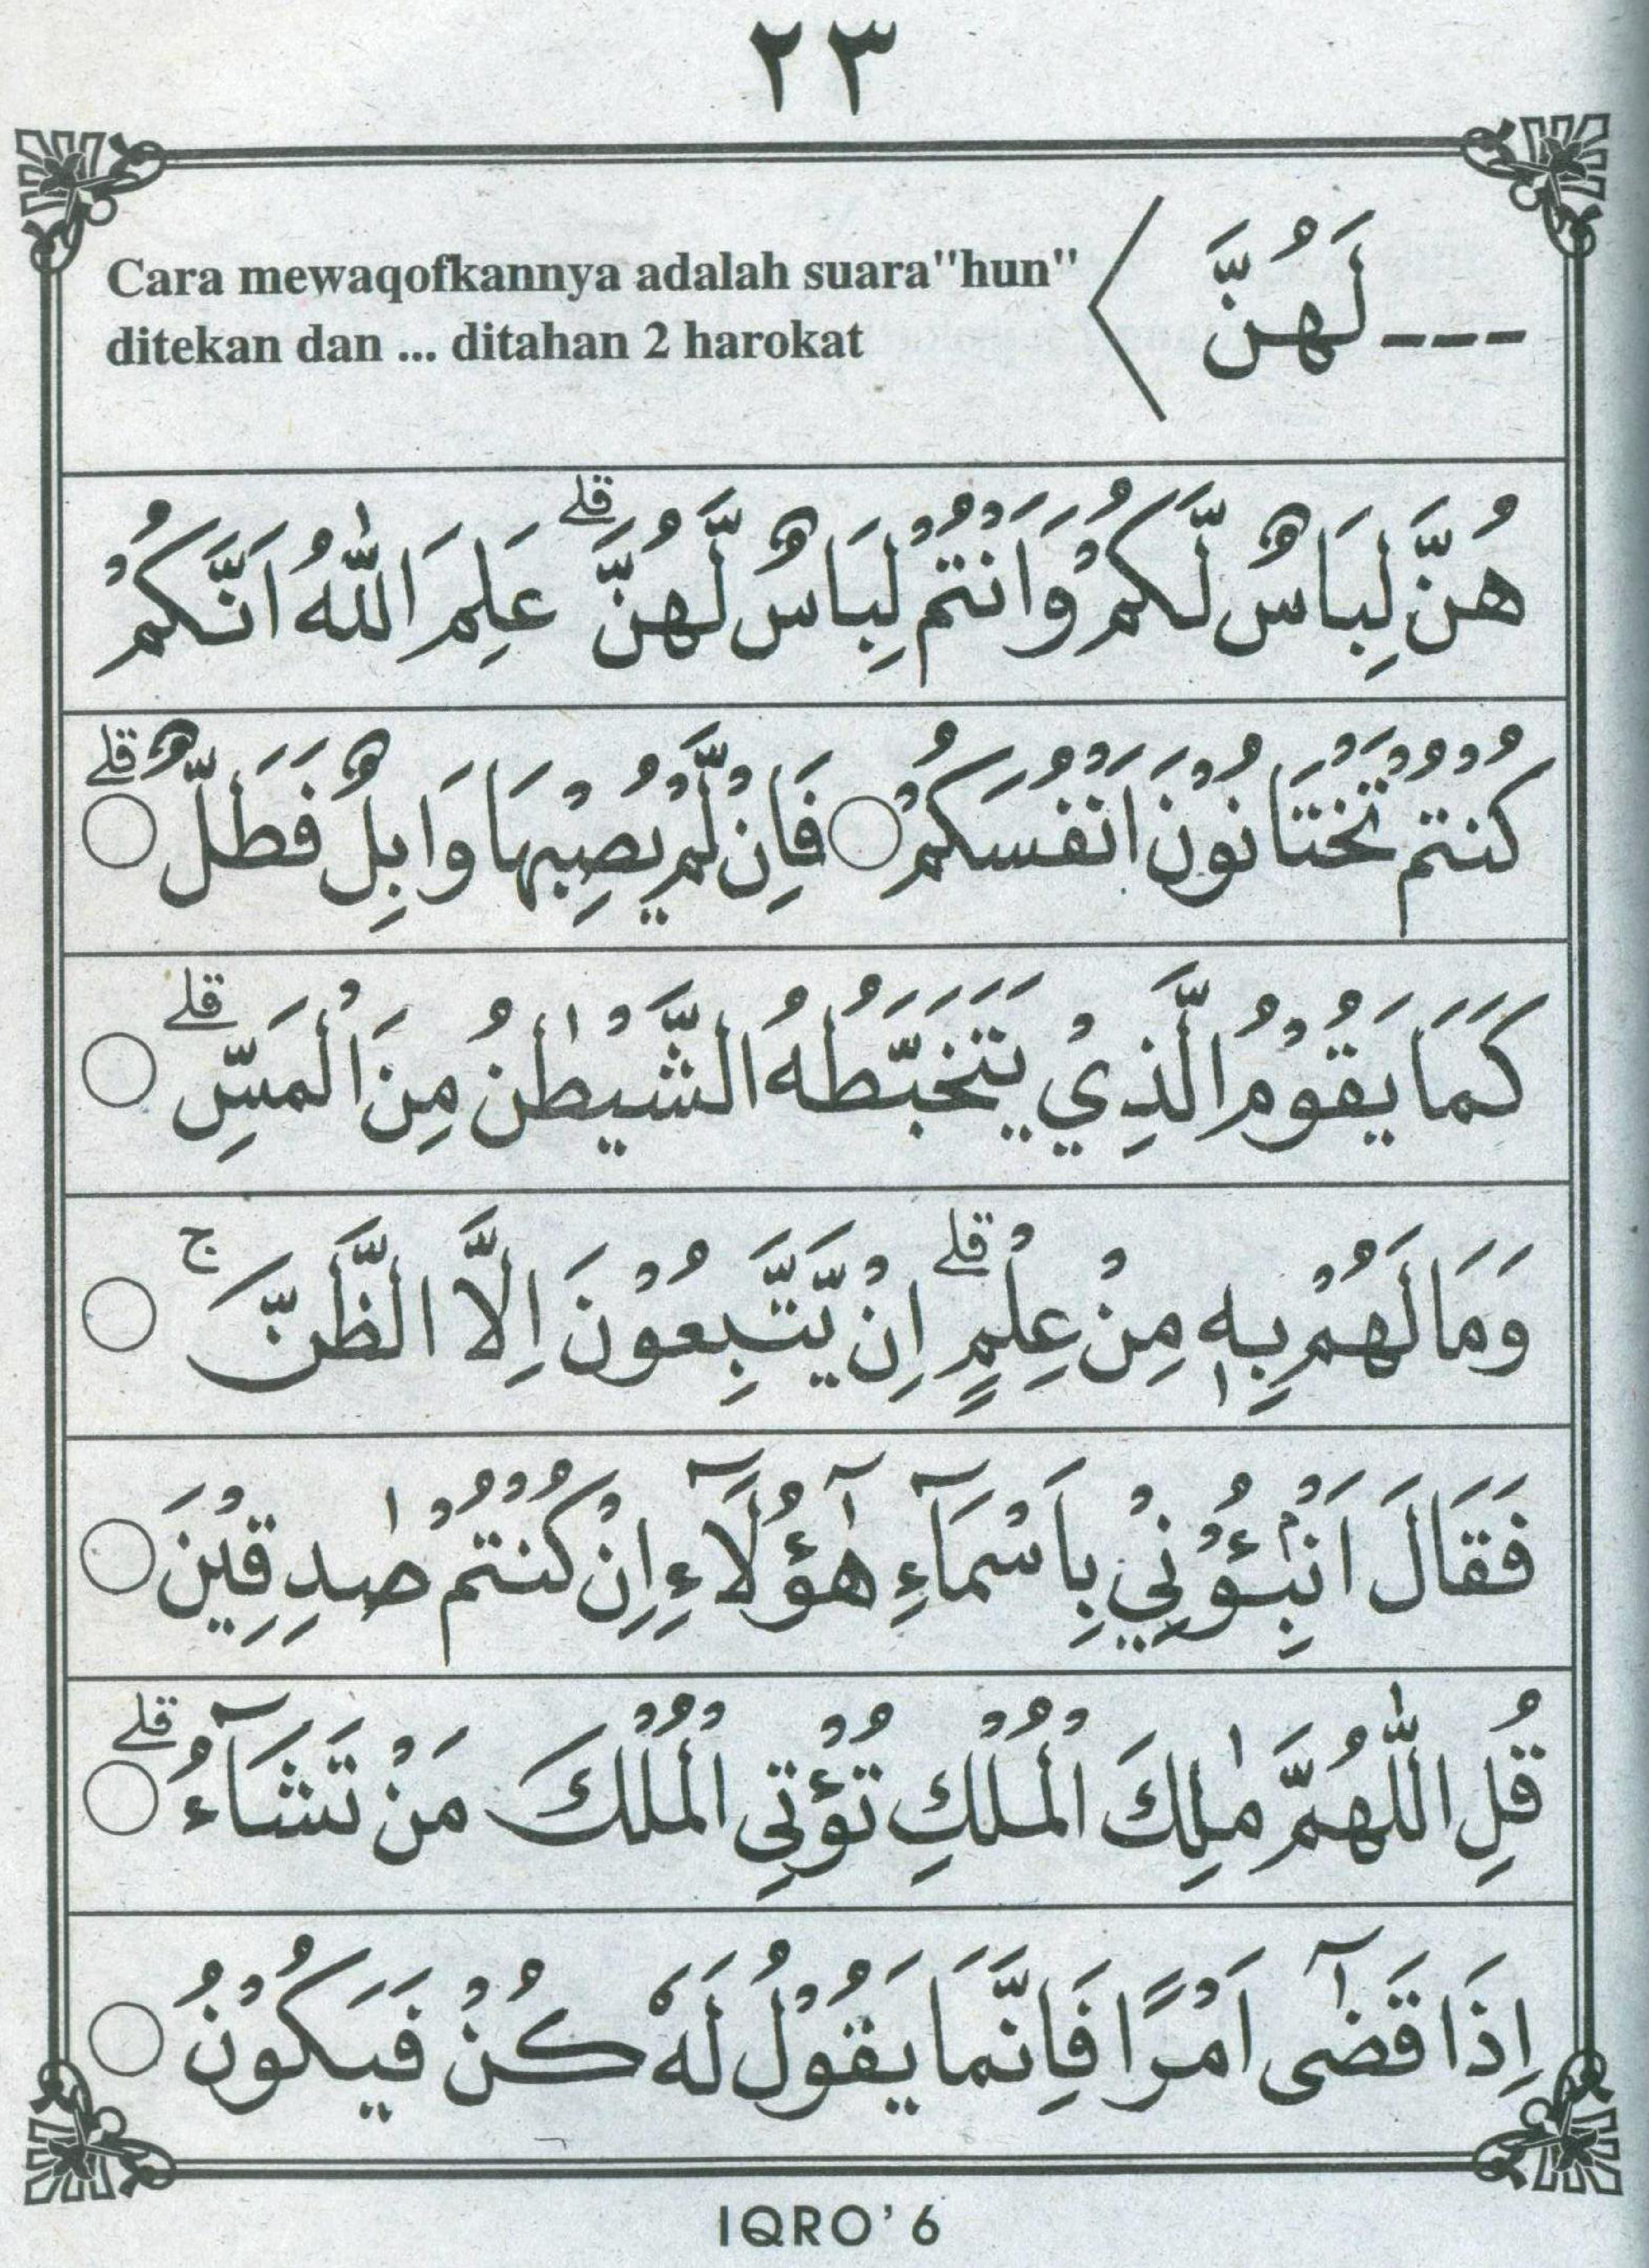 ٢٣
---لَهُنَّ
Cara mewaqofkannya adalah suara"hun"
ditekan dan ... ditahan 2 harokat
هُنَّ لِبَاسٌ لَّكُمْ وَاَنْتُمْ لِبَاسٌ لَّهُنَّ ۗ عَلِمَ اللّٰهُ اَنَّكُمْ
كُنْتُمْ تَخْتَانُوْنَ اَنْفُسَكُمْ ○ فَاِنْ لَّمْ يُصِبْهَا وَابِلٌ فَطَلٌّ ۗ ○
كَمَا يَقُوْمُ الَّذِيْ يَتَخَبَّطُهُ الشَّيْطٰنُ مِنَ الْمَسِّ ۗ ○
وَمَا لَهُمْ بِهٖ مِنْ عِلْمٍ ۗ اِنْ يَّتَّبِعُوْنَ اِلَّا الظَّنَّ ۚ ○
فَقَالَ اَنْۢبِـُٔوْنِيْ بِاَسْمَآءِ هٰٓؤُلَآءِ اِنْ كُنْتُمْ صٰدِقِيْنَ ○
قُلِ اللّٰهُمَّ مٰلِكَ الْمُلْكِ تُؤْتِى الْمُلْكَ مَنْ تَشَآءُ ۗ ○
اِذَا قَضٰٓى اَمْرًا فَاِنَّمَا يَقُوْلُ لَهٗ كُنْ فَيَكُوْنُ ○
IQRO' 6